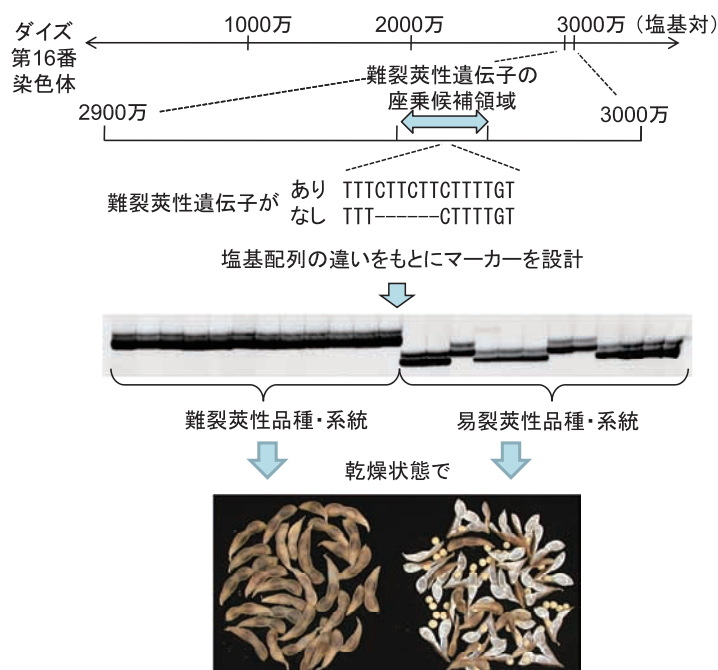 ダイズ
第16番
染色体
1000万
2000万
3000万（塩基対）
難裂莢性遺伝子の
座乗候補領域
2900万
3000万
難裂莢性遺伝子が
あり TTTCTTCTTCTTTTGT
なし TTT------CTTTTGT
塩基配列の違いをもとにマーカーを設計
難裂莢性品種・系統
易裂莢性品種・系統
乾燥状態で